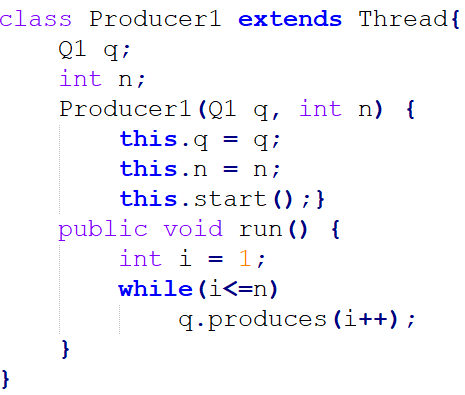 class Producer1 extends Thread{
    Q1 q;
    int n;
    Producer1(Q1 q, int n) {
        this.q = q;
        this.n = n;
        this.start();}
    public void run() {
        int i = 1;
        while(i<=n)
            q.produces(i++);
    }
}